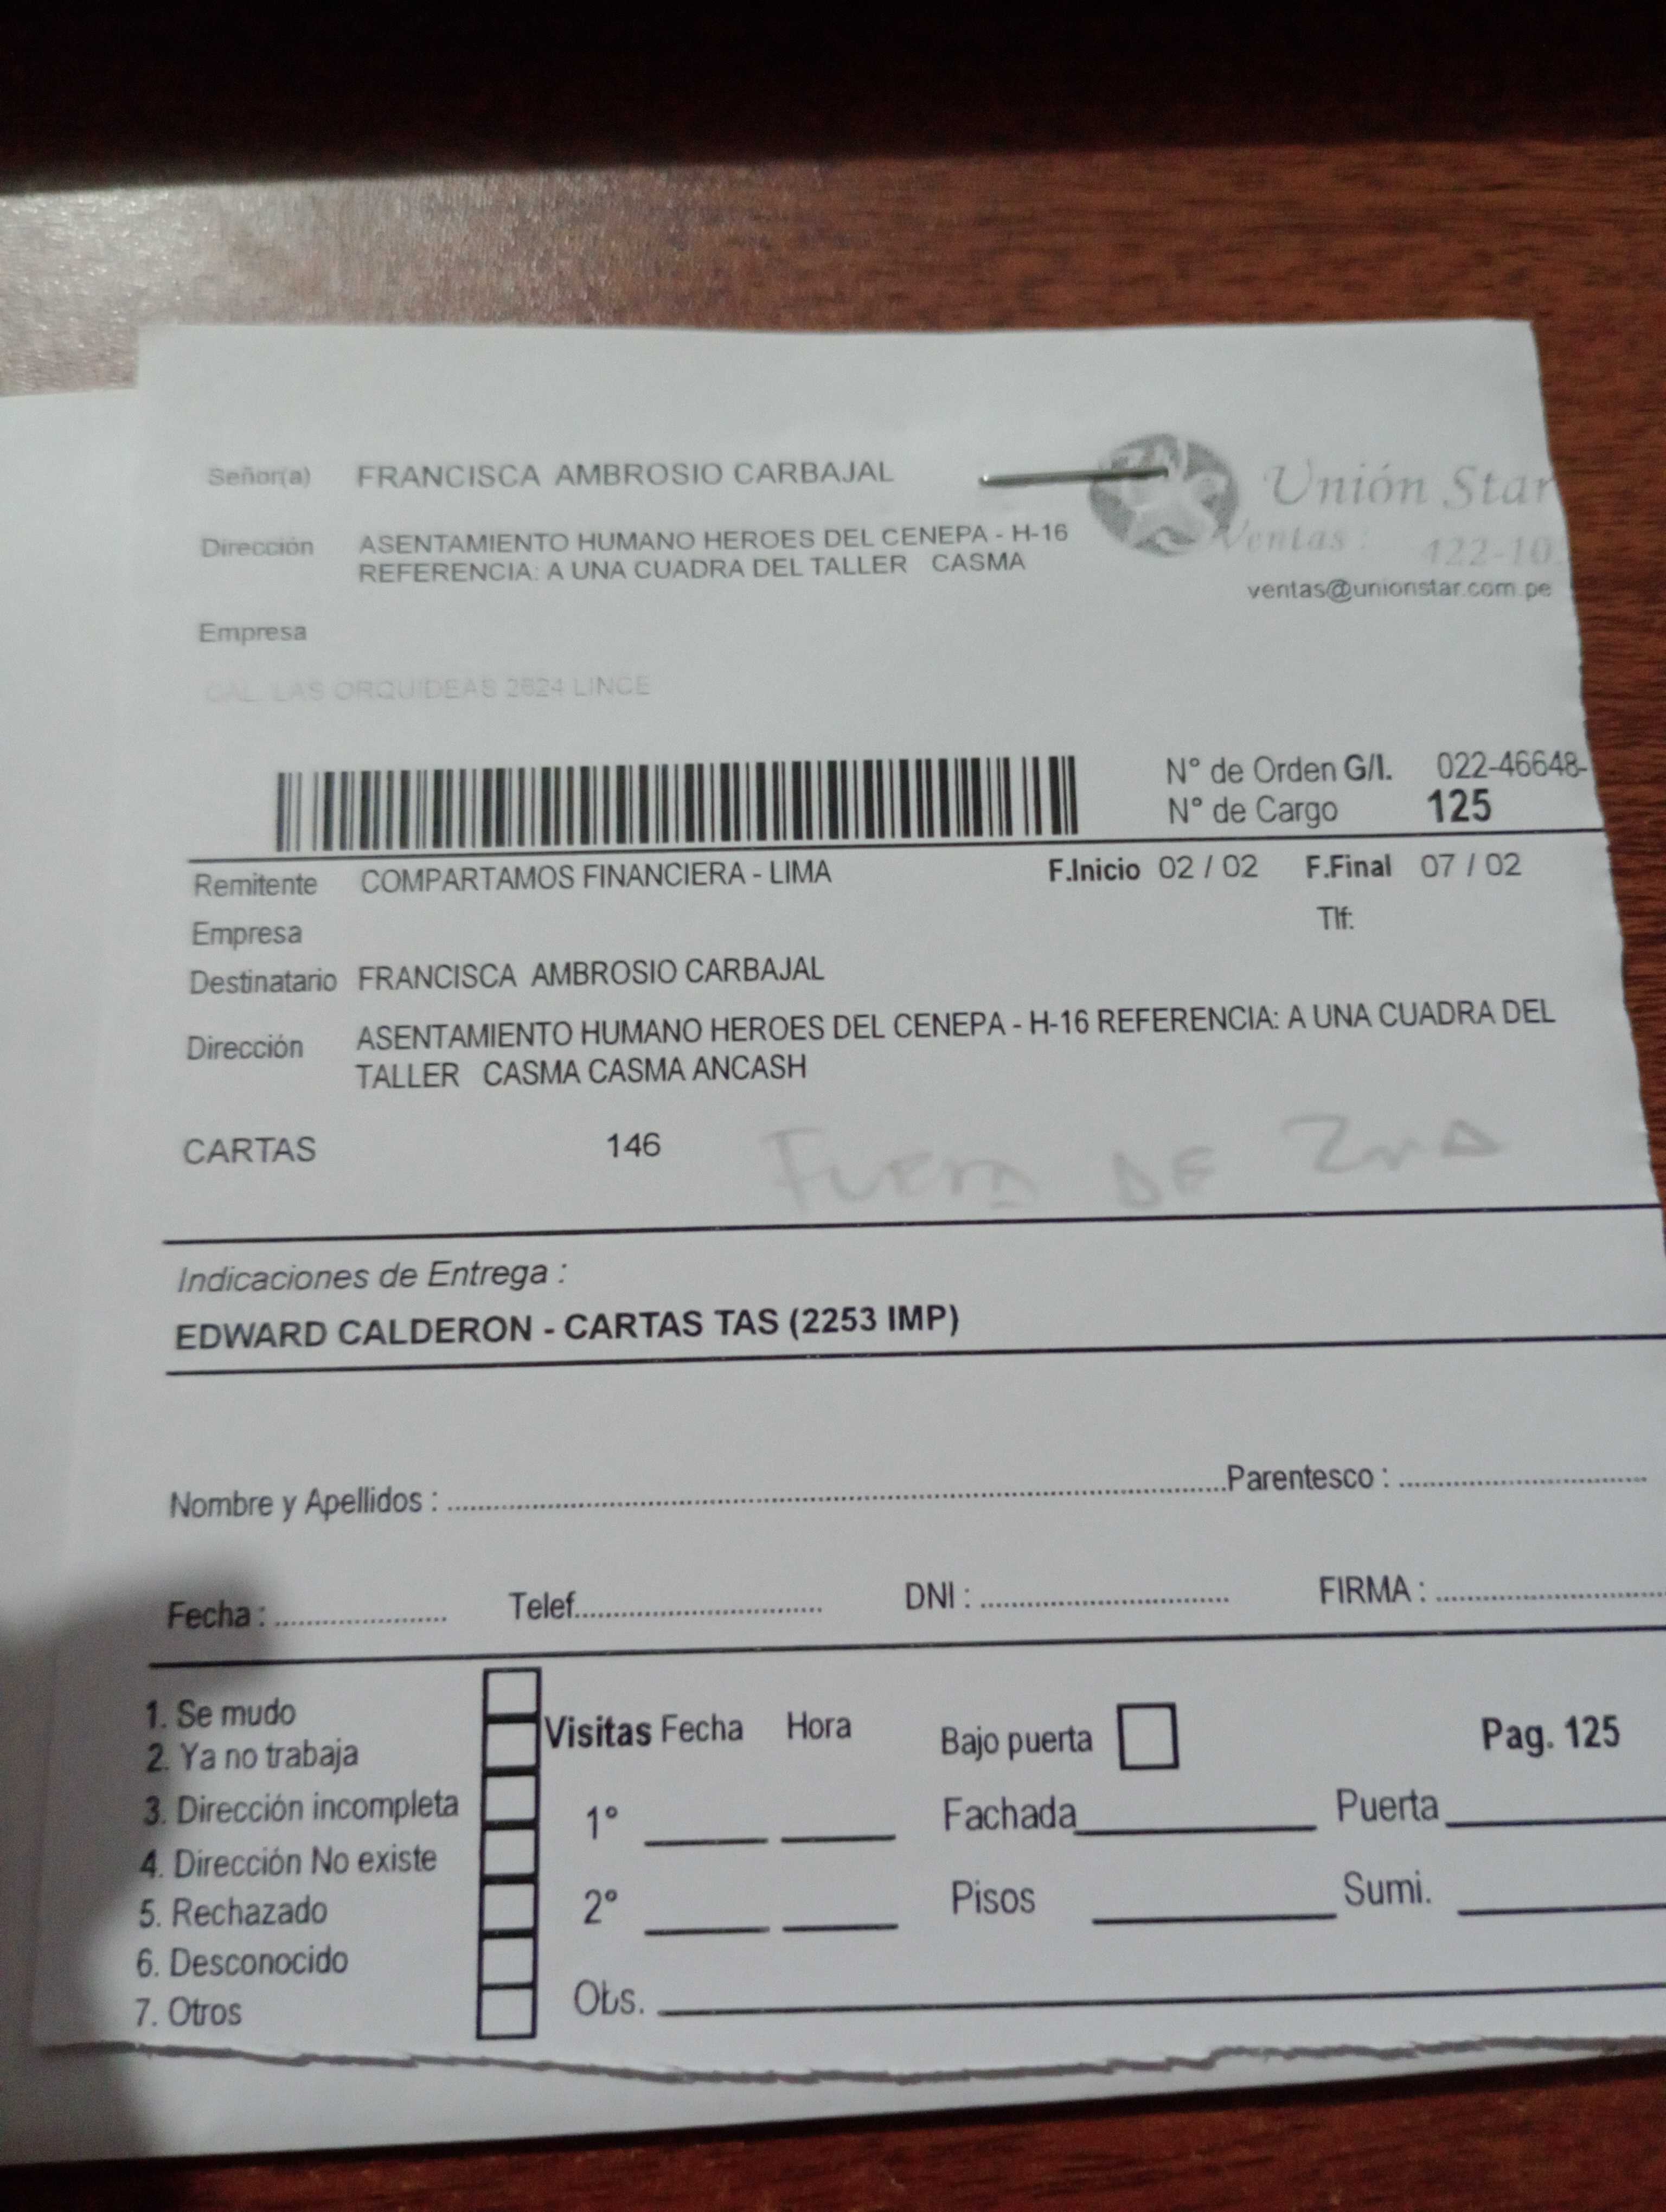 Señor(a) FRANCISCA AMBROSIO CARBAJAL
Unión Star
Dirección ASENTAMIENTO HUMANO HEROES DEL CENEPA - H-16
REFERENCIA: A UNA CUADRA DEL TALLER CASMA
Ventas : 422-10
ventas@unionstar.com.pe
Empresa
CAL. LAS ORQUIDEAS 2624 LINCE
N° de Orden G/I. 022-46648-
N° de Cargo 125
Remitente COMPARTAMOS FINANCIERA - LIMA F.Inicio 02 / 02 F.Final 07 / 02
Empresa Tlf:
Destinatario FRANCISCA AMBROSIO CARBAJAL
Dirección ASENTAMIENTO HUMANO HEROES DEL CENEPA - H-16 REFERENCIA: A UNA CUADRA DEL
TALLER CASMA CASMA ANCASH
CARTAS 146 FUERA DE
Indicaciones de Entrega :
EDWARD CALDERON - CARTAS TAS (2253 IMP)
Nombre y Apellidos : Parentesco :
Fecha : Telef. DNI : FIRMA :
1. Se mudo
2. Ya no trabaja
3. Dirección incompleta
4. Dirección No existe
5. Rechazado
6. Desconocido
7. Otros
Visitas Fecha Hora
1°
2°
Obs.
Bajo puerta Pag. 125
Fachada Puerta
Pisos Sumi.